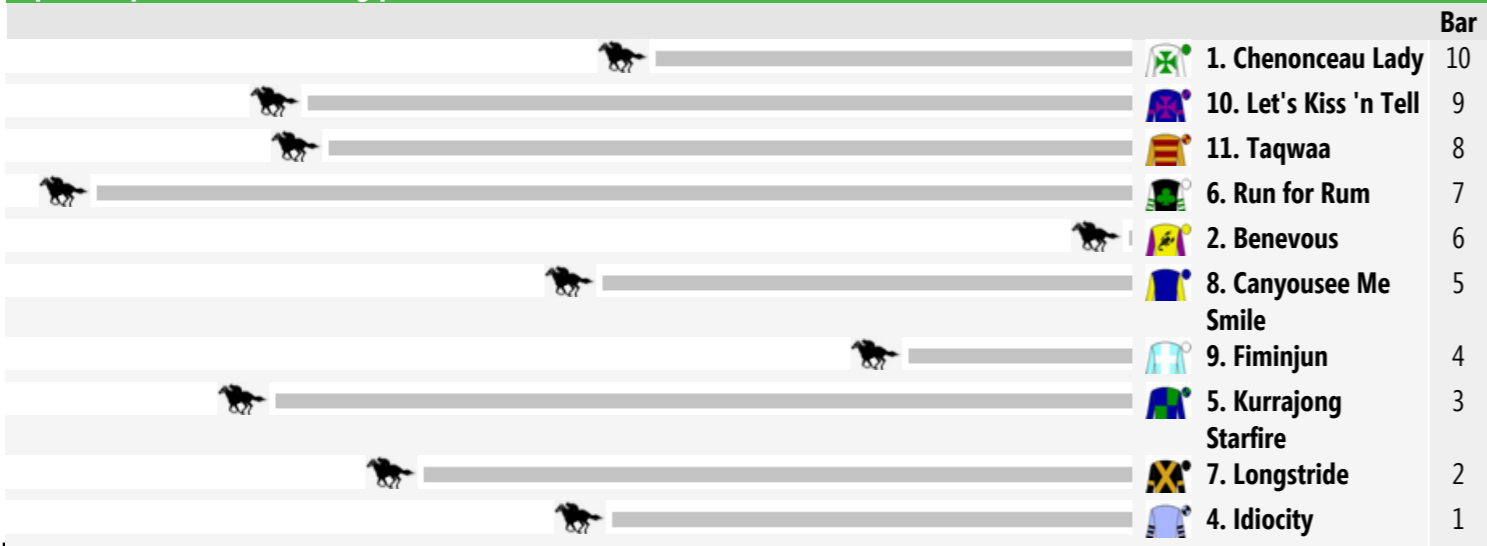 Bar
1. Chenonceau Lady 10
10. Let's Kiss 'n Tell 9
11. Taqwaa 8
6. Run for Rum 7
2. Benevous 6
8. Canyousee Me 5
Smile
9. Fiminjun 4
5. Kurrajong 3
Starfire
7. Longstride 2
4. Idiocity 1